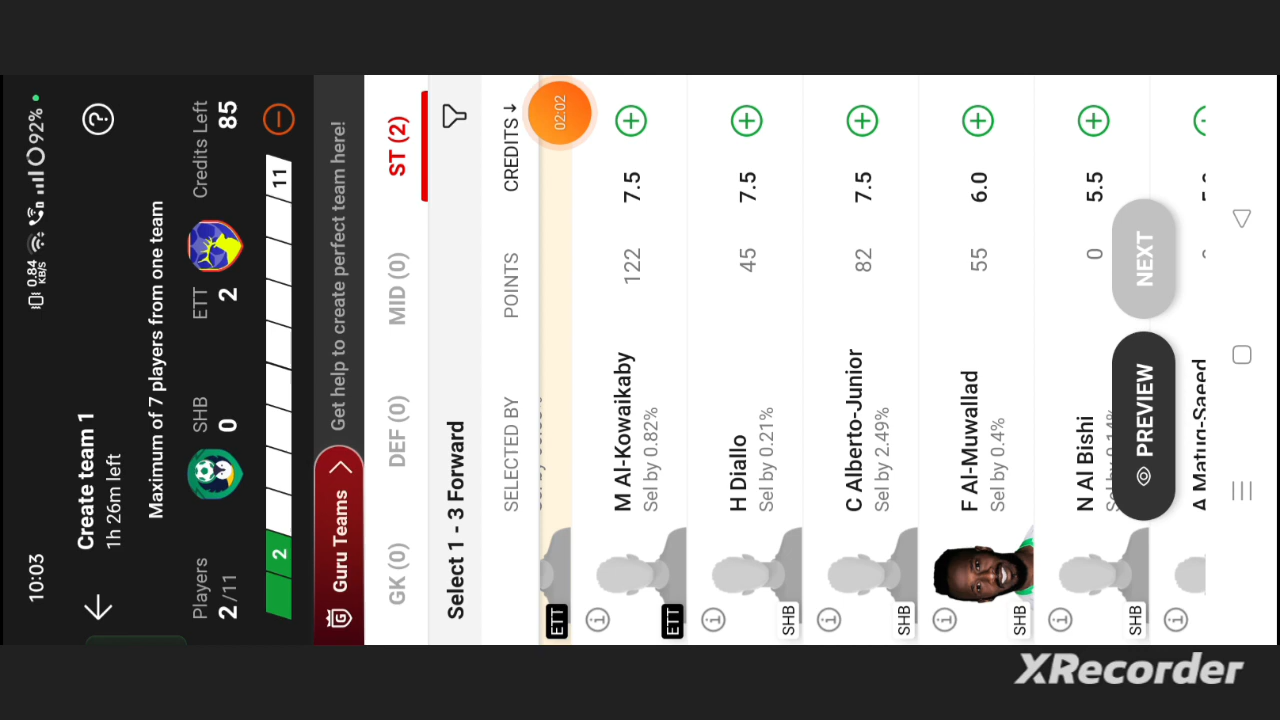 10:03
0.84 KB/S
92%
Create team 1
1h 26m left
Maximum of 7 players from one team
Players
2/11
SHB
0
ETT
2
Credits Left
85
2
11
Guru Teams
Get help to create perfect team here!
GK (0)
DEF (0)
MID (0)
ST (2)
Select 1 - 3 Forward
SELECTED BY
POINTS
CREDITS
02:02
ETT
M Al-Kowaikaby
Sel by 0.82%
122
7.5
ETT
H Diallo
Sel by 0.21%
45
7.5
SHB
C Alberto-Junior
Sel by 2.49%
82
7.5
SHB
F Al-Muwallad
Sel by 0.4%
55
6.0
SHB
N Al Bishi
Sel by 0.14%
0
5.5
SHB
PREVIEW
NEXT
XRecorder